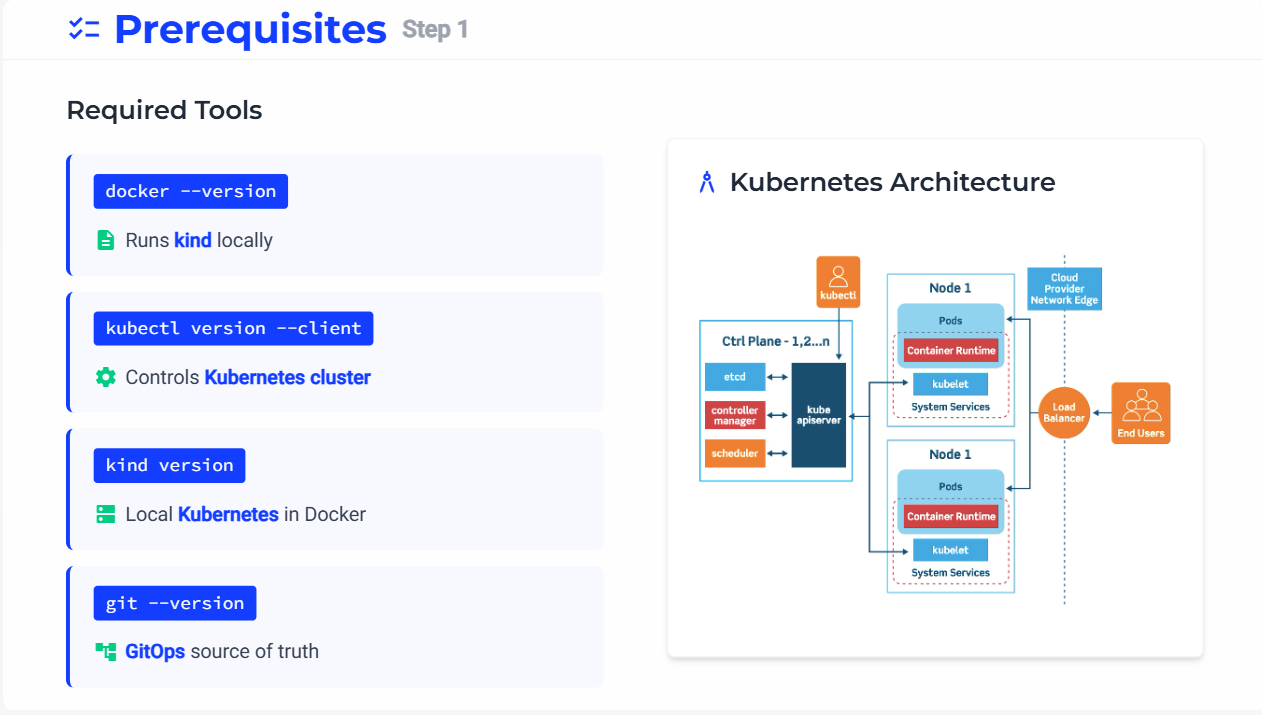 Prerequisites Step 1
Required Tools
docker --version
Runs kind locally
kubectl version --client
Controls Kubernetes cluster
kind version
Local Kubernetes in Docker
git --version
GitOps source of truth
Kubernetes Architecture
kubectl
Ctrl Plane - 1,2...n
etcd
controller
manager
scheduler
kube
apiserver
Node 1
Pods
Container Runtime
kubelet
System Services
Node 1
Pods
Container Runtime
kubelet
System Services
Cloud
Provider
Network Edge
Load
Balancer
End Users